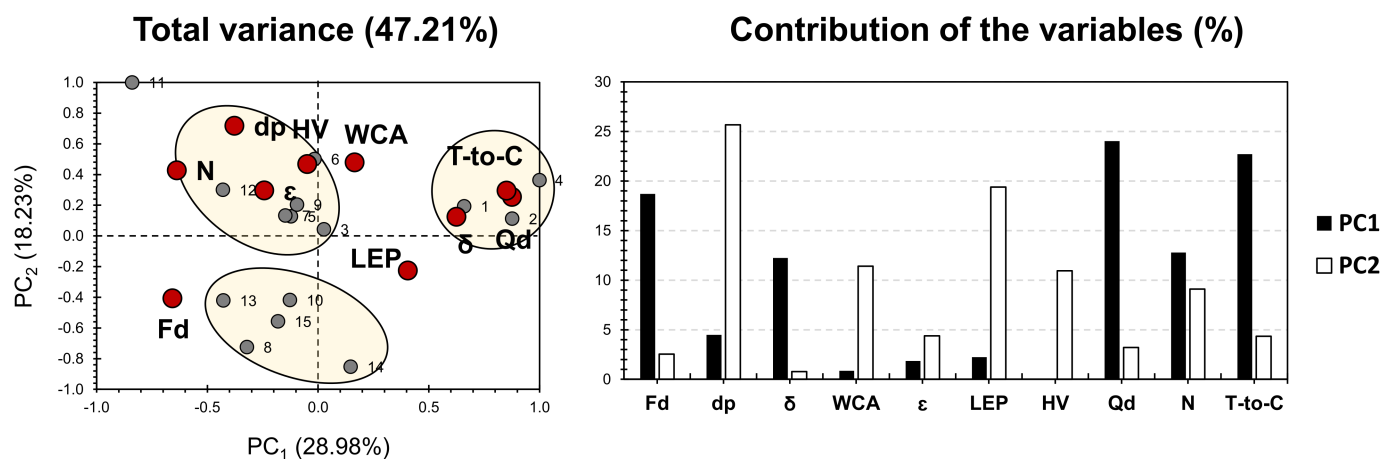 Total variance (47.21%)
Contribution of the variables (%)
1.0
0.8
0.6
0.4
0.2
0.0
-0.2
-0.4
-0.6
-0.8
-1.0
PC2 (18.23%)
11
dp HV WCA
6
N
T-to-C
12
ε
4
9
1
7
5
2
3
δ
Qd
LEP
13
10
15
Fd
8
14
-1.0 -0.5 0.0 0.5 1.0
PC1 (28.98%)
30
25
20
15
10
5
0
Fd dp δ WCA ε LEP HV Qd N T-to-C
PC1
PC2